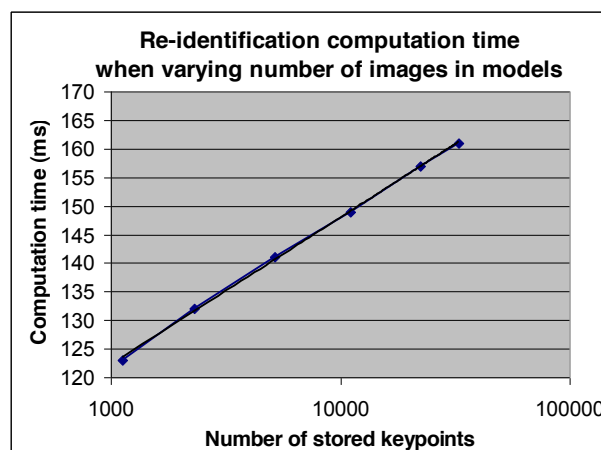 Re-identification computation time
when varying number of images in models
Computation time (ms)
170
165
160
155
150
145
140
135
130
125
120
1000 10000 100000
Number of stored keypoints